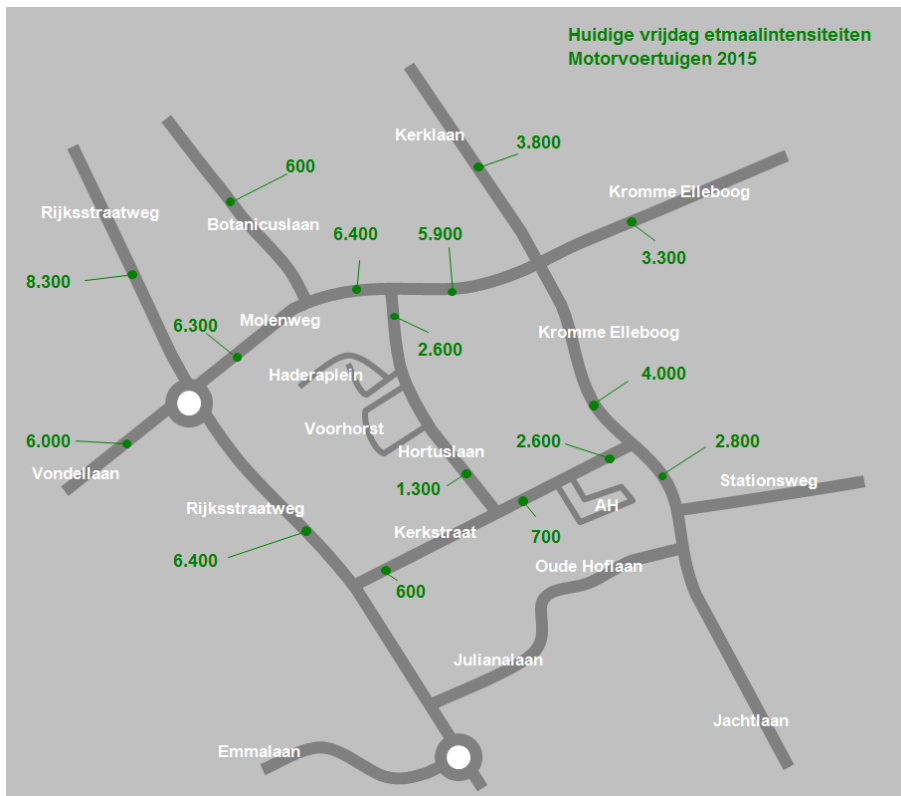 Huidige vrijdag etmaalintensiteiten
Motorvoertuigen 2015
Kerklaan
3.800
600
Kromme Elleboog
Rijksstraatweg
Botanicuslaan
6.400
5.900
3.300
8.300
Molenweg
6.300
Kromme Elleboog
2.600
Haderaplein
4.000
Voorhorst
6.000
2.600
2.800
Hortuslaan
Vondellaan
Stationsweg
1.300
Rijksstraatweg
AH
Kerkstraat
700
6.400
Oude Hoflaan
600
Julianalaan
Jachtlaan
Emmalaan